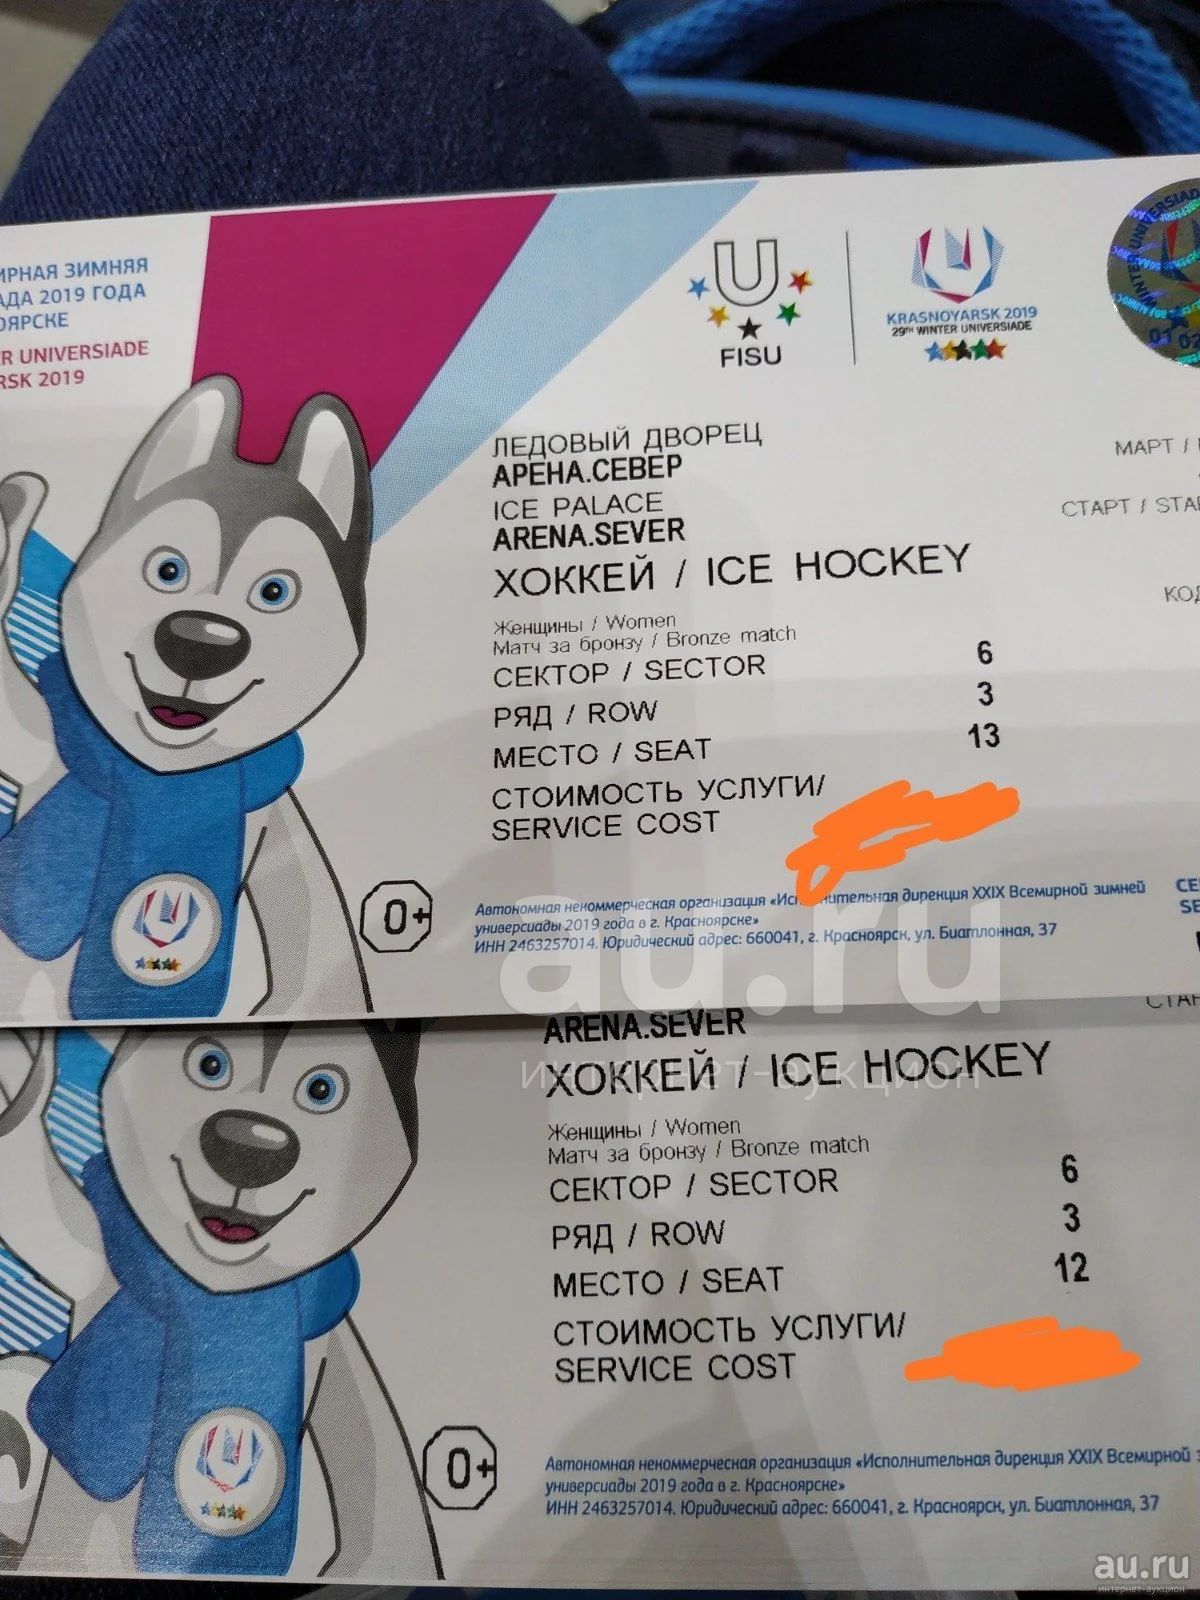 ИРНАЯ ЗИМНЯЯ
АДА 2019 ГОДА
ОЯРСКЕ
R UNIVERSIADE
RSK 2019
FISU
KRASNOYARSK 2019
29TH WINTER UNIVERSIADE
ЛЕДОВЫЙ ДВОРЕЦ
АРЕНА.СЕВЕР
ICE PALACE
ARENA.SEVER
ХОККЕЙ / ICE HOCKEY
МАРТ /
СТАРТ / STAR
КОД
Женщины / Women
Матч за бронзу / Bronze match
СЕКТОР / SECTOR 6
РЯД / ROW 3
МЕСТО / SEAT 13
СТОИМОСТЬ УСЛУГИ/
SERVICE COST
0+
Автономная некоммерческая организация «Исполнительная дирекция XXIX Всемирной зимней
универсиады 2019 года в г. Красноярске»
ИНН 2463257014. Юридический адрес: 660041, г. Красноярск, ул. Биатлонная, 37
au.ru
интернет-аукцион
ARENA.SEVER
ХОККЕЙ / ICE HOCKEY
Женщины / Women
Матч за бронзу / Bronze match
СЕКТОР / SECTOR 6
РЯД / ROW 3
МЕСТО / SEAT 12
СТОИМОСТЬ УСЛУГИ/
SERVICE COST
0+
Автономная некоммерческая организация «Исполнительная дирекция XXIX Всемирной
универсиады 2019 года в г. Красноярске»
ИНН 2463257014. Юридический адрес: 660041, г. Красноярск, ул. Биатлонная, 37
au.ru
интернет-аукцион